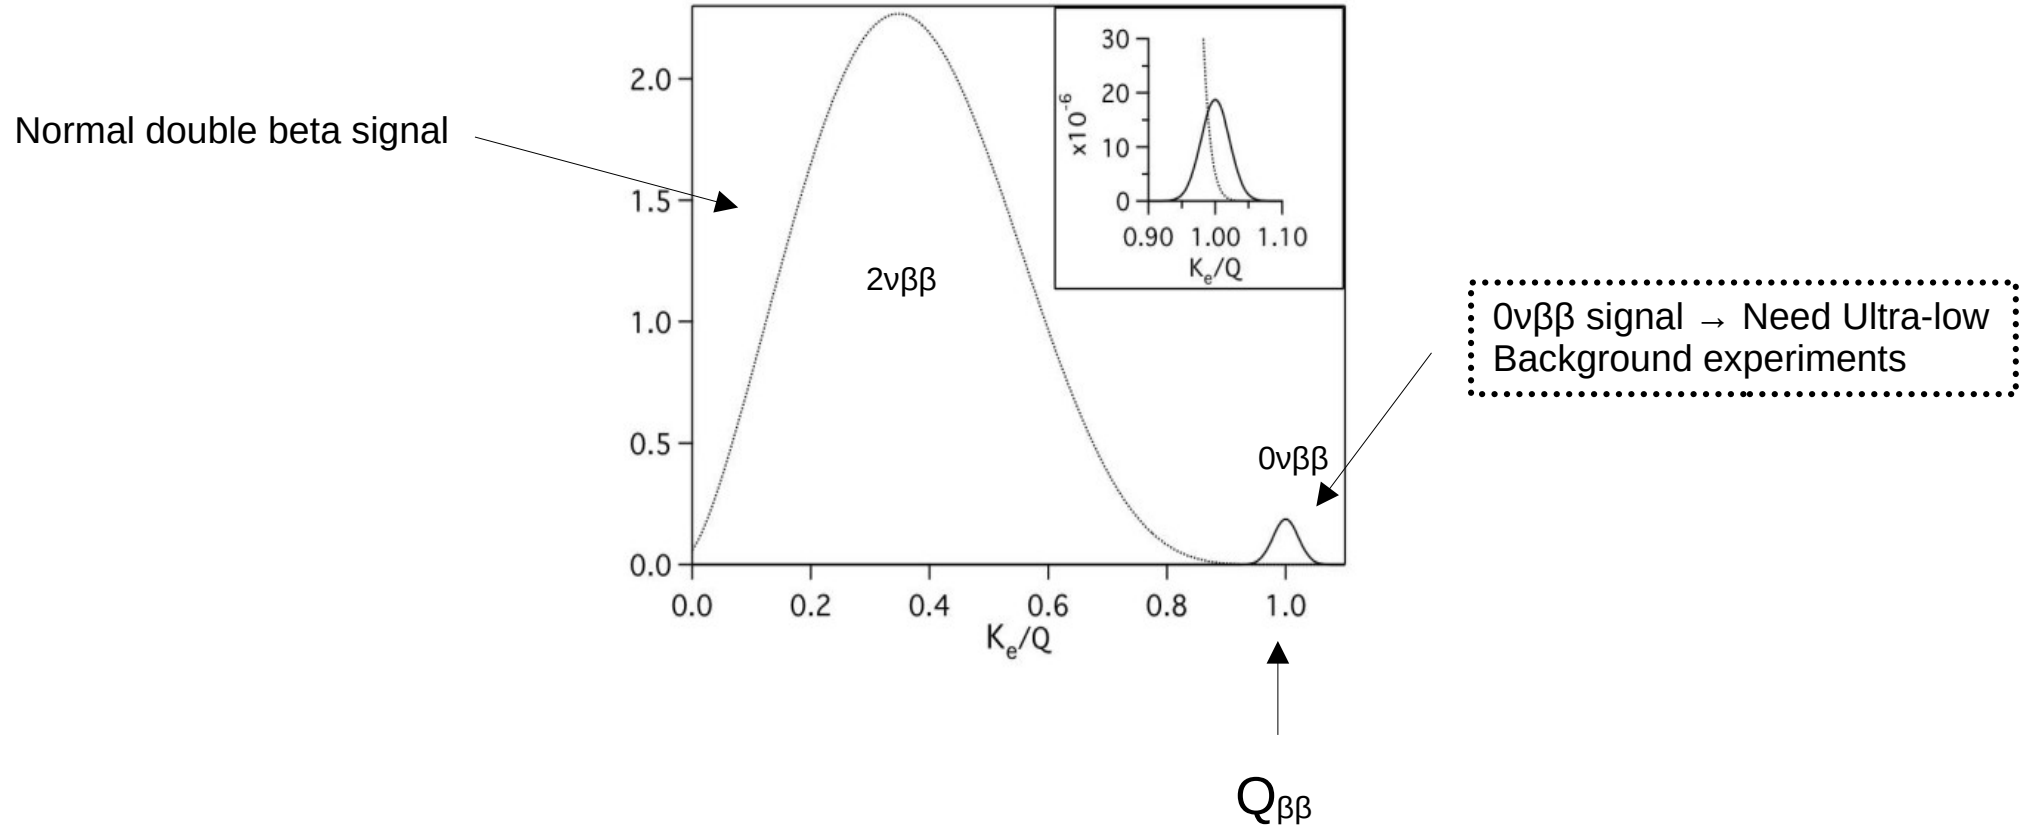 Normal double beta signal
2.0
1.5
1.0
0.5
0.0
2νββ
0νββ
0.0 0.2 0.4 0.6 0.8 1.0
Kₑ/Q
30
20
10
0
x10⁻⁶
0.90 1.00 1.10
Kₑ/Q
0νββ signal → Need Ultra-low
Background experiments
Qββ